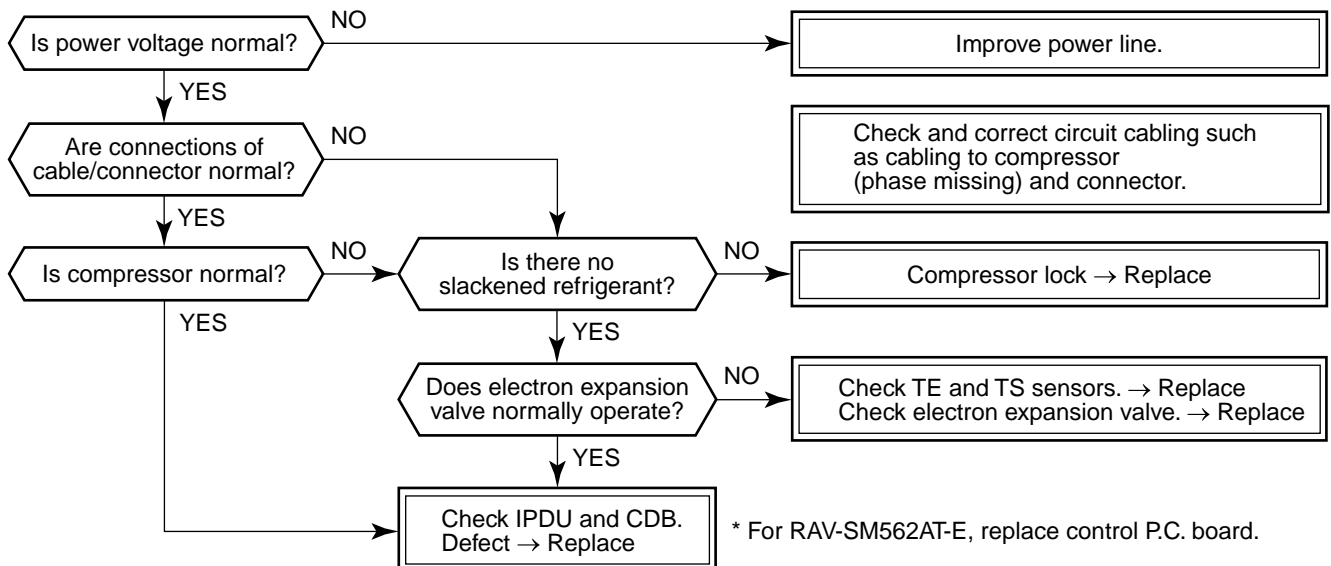 Is power voltage normal?
NO
Improve power line.
YES
Are connections of
cable/connector normal?
NO
Check and correct circuit cabling such
as cabling to compressor
(phase missing) and connector.
YES
Is compressor normal?
NO
Is there no
slackened refrigerant?
NO
Compressor lock → Replace
YES
YES
Does electron expansion
valve normally operate?
NO
Check TE and TS sensors. → Replace
Check electron expansion valve. → Replace
YES
Check IPDU and CDB.
Defect → Replace
* For RAV-SM562AT-E, replace control P.C. board.